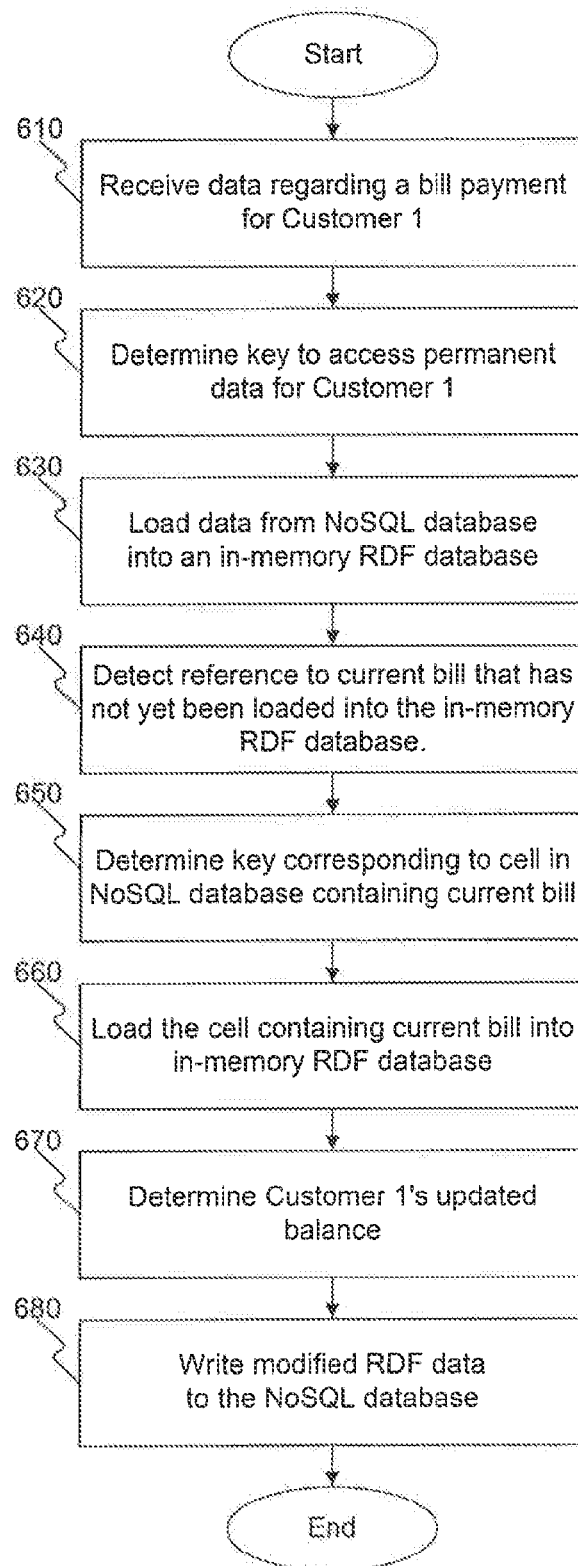 Start
610
Receive data regarding a bill payment
for Customer 1
620
Determine key to access permanent
data for Customer 1
630
Load data from NoSQL database
into an in-memory RDF database
640
Detect reference to current bill that has
not yet been loaded into the in-memory
RDF database.
650
Determine key corresponding to cell in
NoSQL database containing current bill
660
Load the cell containing current bill into
in-memory RDF database
670
Determine Customer 1's updated
balance
680
Write modified RDF data
to the NoSQL database
End